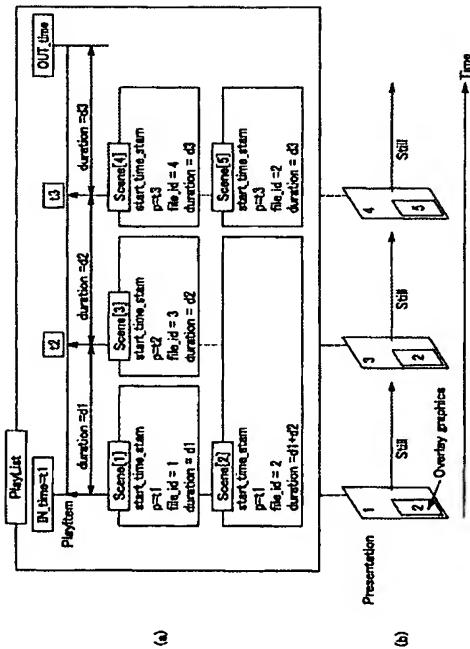 PlayList
IN_time=t1
t2
t3
OUT_time
PlayItem
duration =d1
duration =d2
duration =d3
(a)
Scene[1]
start_time_stam
p=t1
file_id = 1
duration = d1
Scene[3]
start_time_stam
p=t2
file_id = 3
duration = d2
Scene[4]
start_time_stam
p=t3
file_id = 4
duration = d3
Scene[2]
start_time_stam
p=t1
file_id = 2
duration =d1+d2
Scene[5]
start_time_stam
p=t3
file_id =2
duration = d3
(b)
Presentation
1
2
Still
3
2
Still
4
5
Still
Overlay graphics
Time